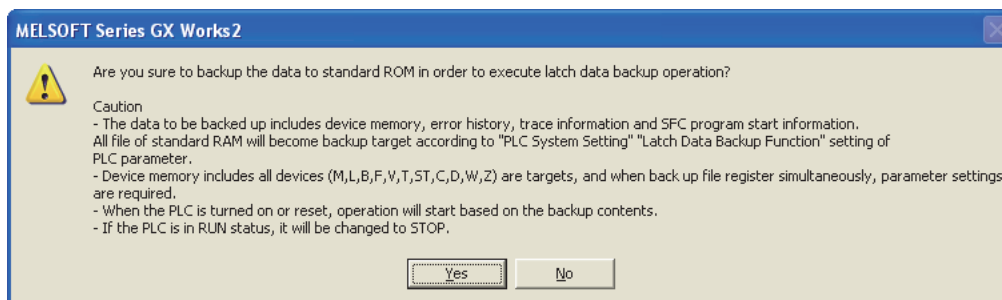 MELSOFT Series GX Works2
Are you sure to backup the data to standard ROM in order to execute latch data backup operation?
Caution
- The data to be backed up includes device memory, error history, trace information and SFC program start information.
All file of standard RAM will become backup target according to "PLC System Setting" "Latch Data Backup Function" setting of
PLC parameter.
- Device memory includes all devices (M,L,B,F,V,T,ST,C,D,W,Z) are targets, and when back up file register simultaneously, parameter settings
are required.
- When the PLC is turned on or reset, operation will start based on the backup contents.
- If the PLC is in RUN status, it will be changed to STOP.
Yes No